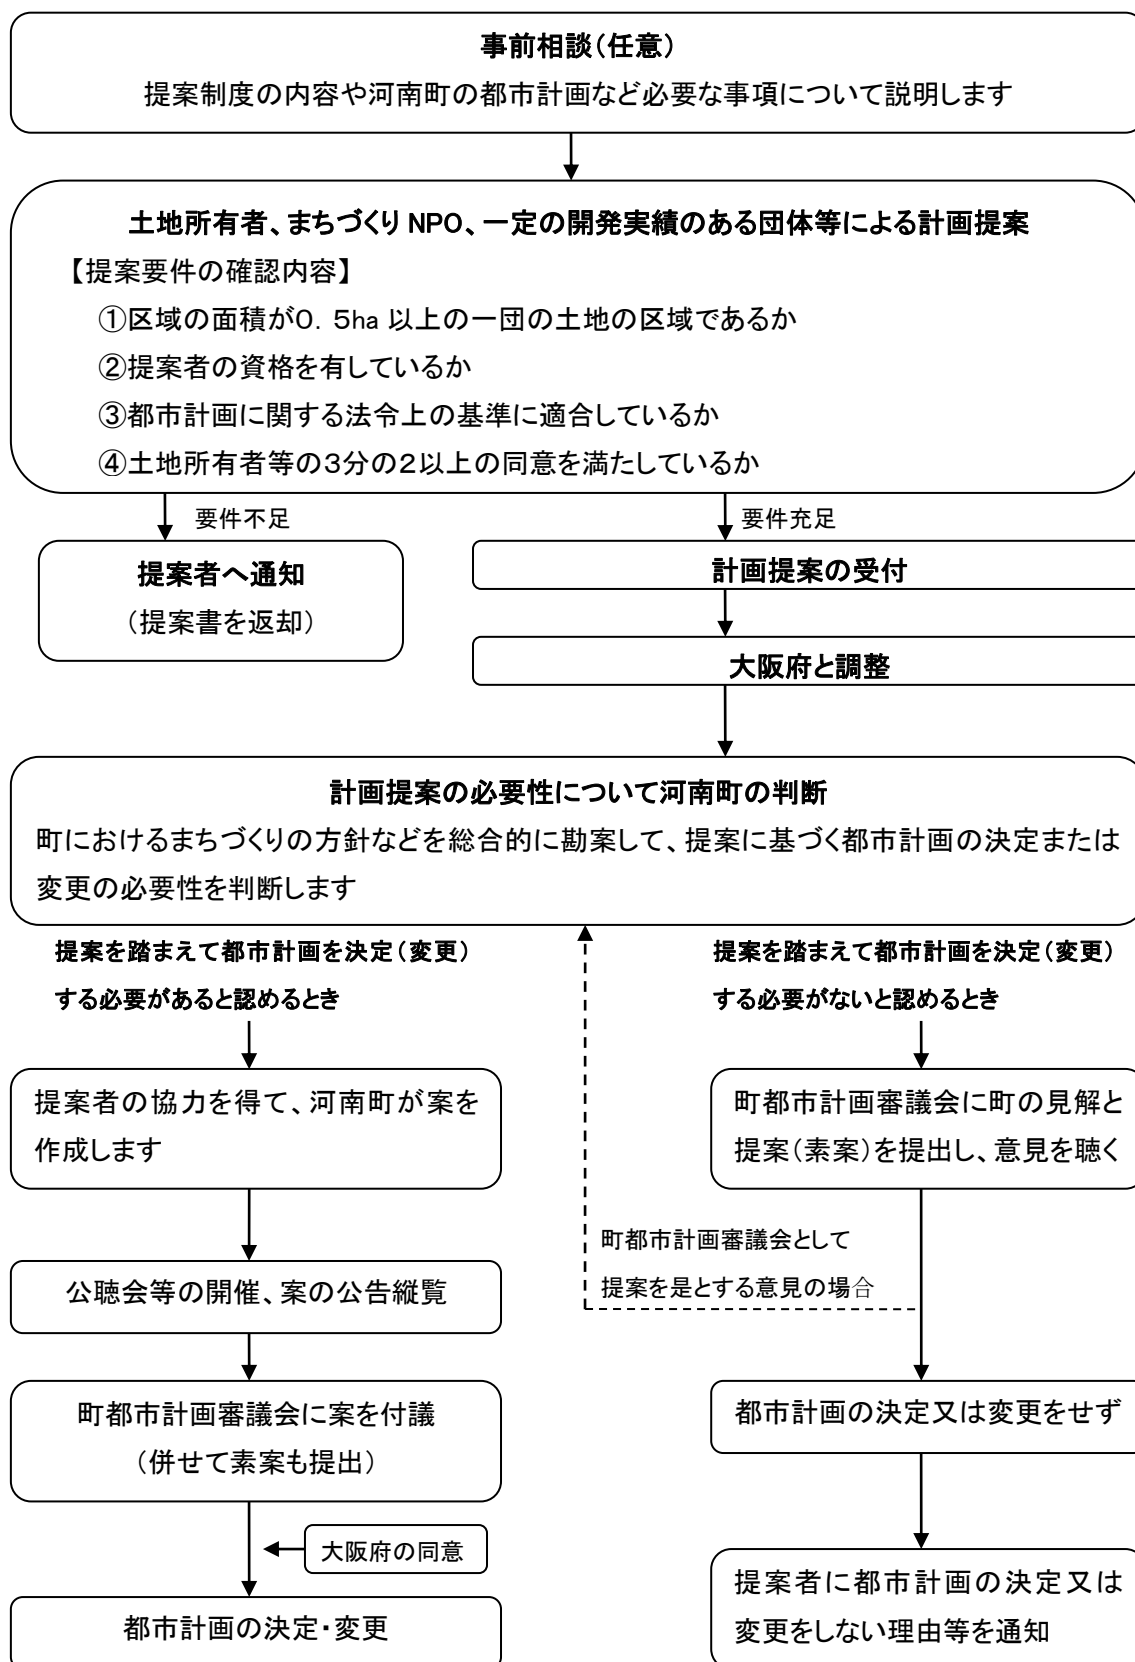 事前相談（任意）
提案制度の内容や河南町の都市計画など必要な事項について説明します
土地所有者、まちづくり NPO、一定の開発実績のある団体等による計画提案
【提案要件の確認内容】
①区域の面積が０．５ha 以上の一団の土地の区域であるか
②提案者の資格を有しているか
③都市計画に関する法令上の基準に適合しているか
④土地所有者等の３分の２以上の同意を満たしているか
要件不足
要件充足
提案者へ通知
（提案書を返却）
計画提案の受付
大阪府と調整
計画提案の必要性について河南町の判断
町におけるまちづくりの方針などを総合的に勘案して、提案に基づく都市計画の決定または
変更の必要性を判断します
提案を踏まえて都市計画を決定（変更）
する必要があると認めるとき
提案者の協力を得て、河南町が案を
作成します
公聴会等の開催、案の公告縦覧
町都市計画審議会に案を付議
（併せて素案も提出）
大阪府の同意
都市計画の決定・変更
提案を踏まえて都市計画を決定（変更）
する必要がないと認めるとき
町都市計画審議会に町の見解と
提案（素案）を提出し、意見を聴く
町都市計画審議会として
提案を是とする意見の場合
都市計画の決定又は変更をせず
提案者に都市計画の決定又は
変更をしない理由等を通知